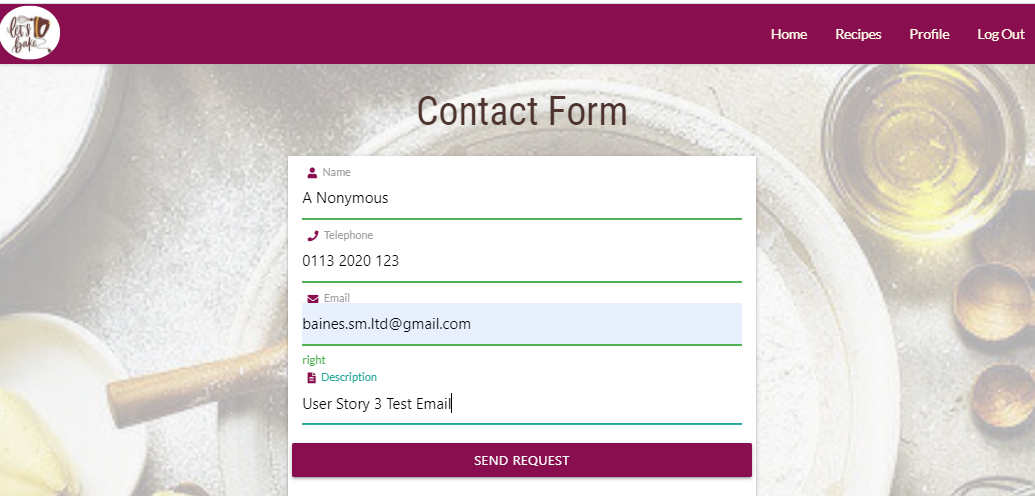 let's
bake
Home Recipes Profile Log Out
Contact Form
Name
A Nonymous
Telephone
0113 2020 123
Email
baines.sm.ltd@gmail.com
right
Description
User Story 3 Test Email
SEND REQUEST